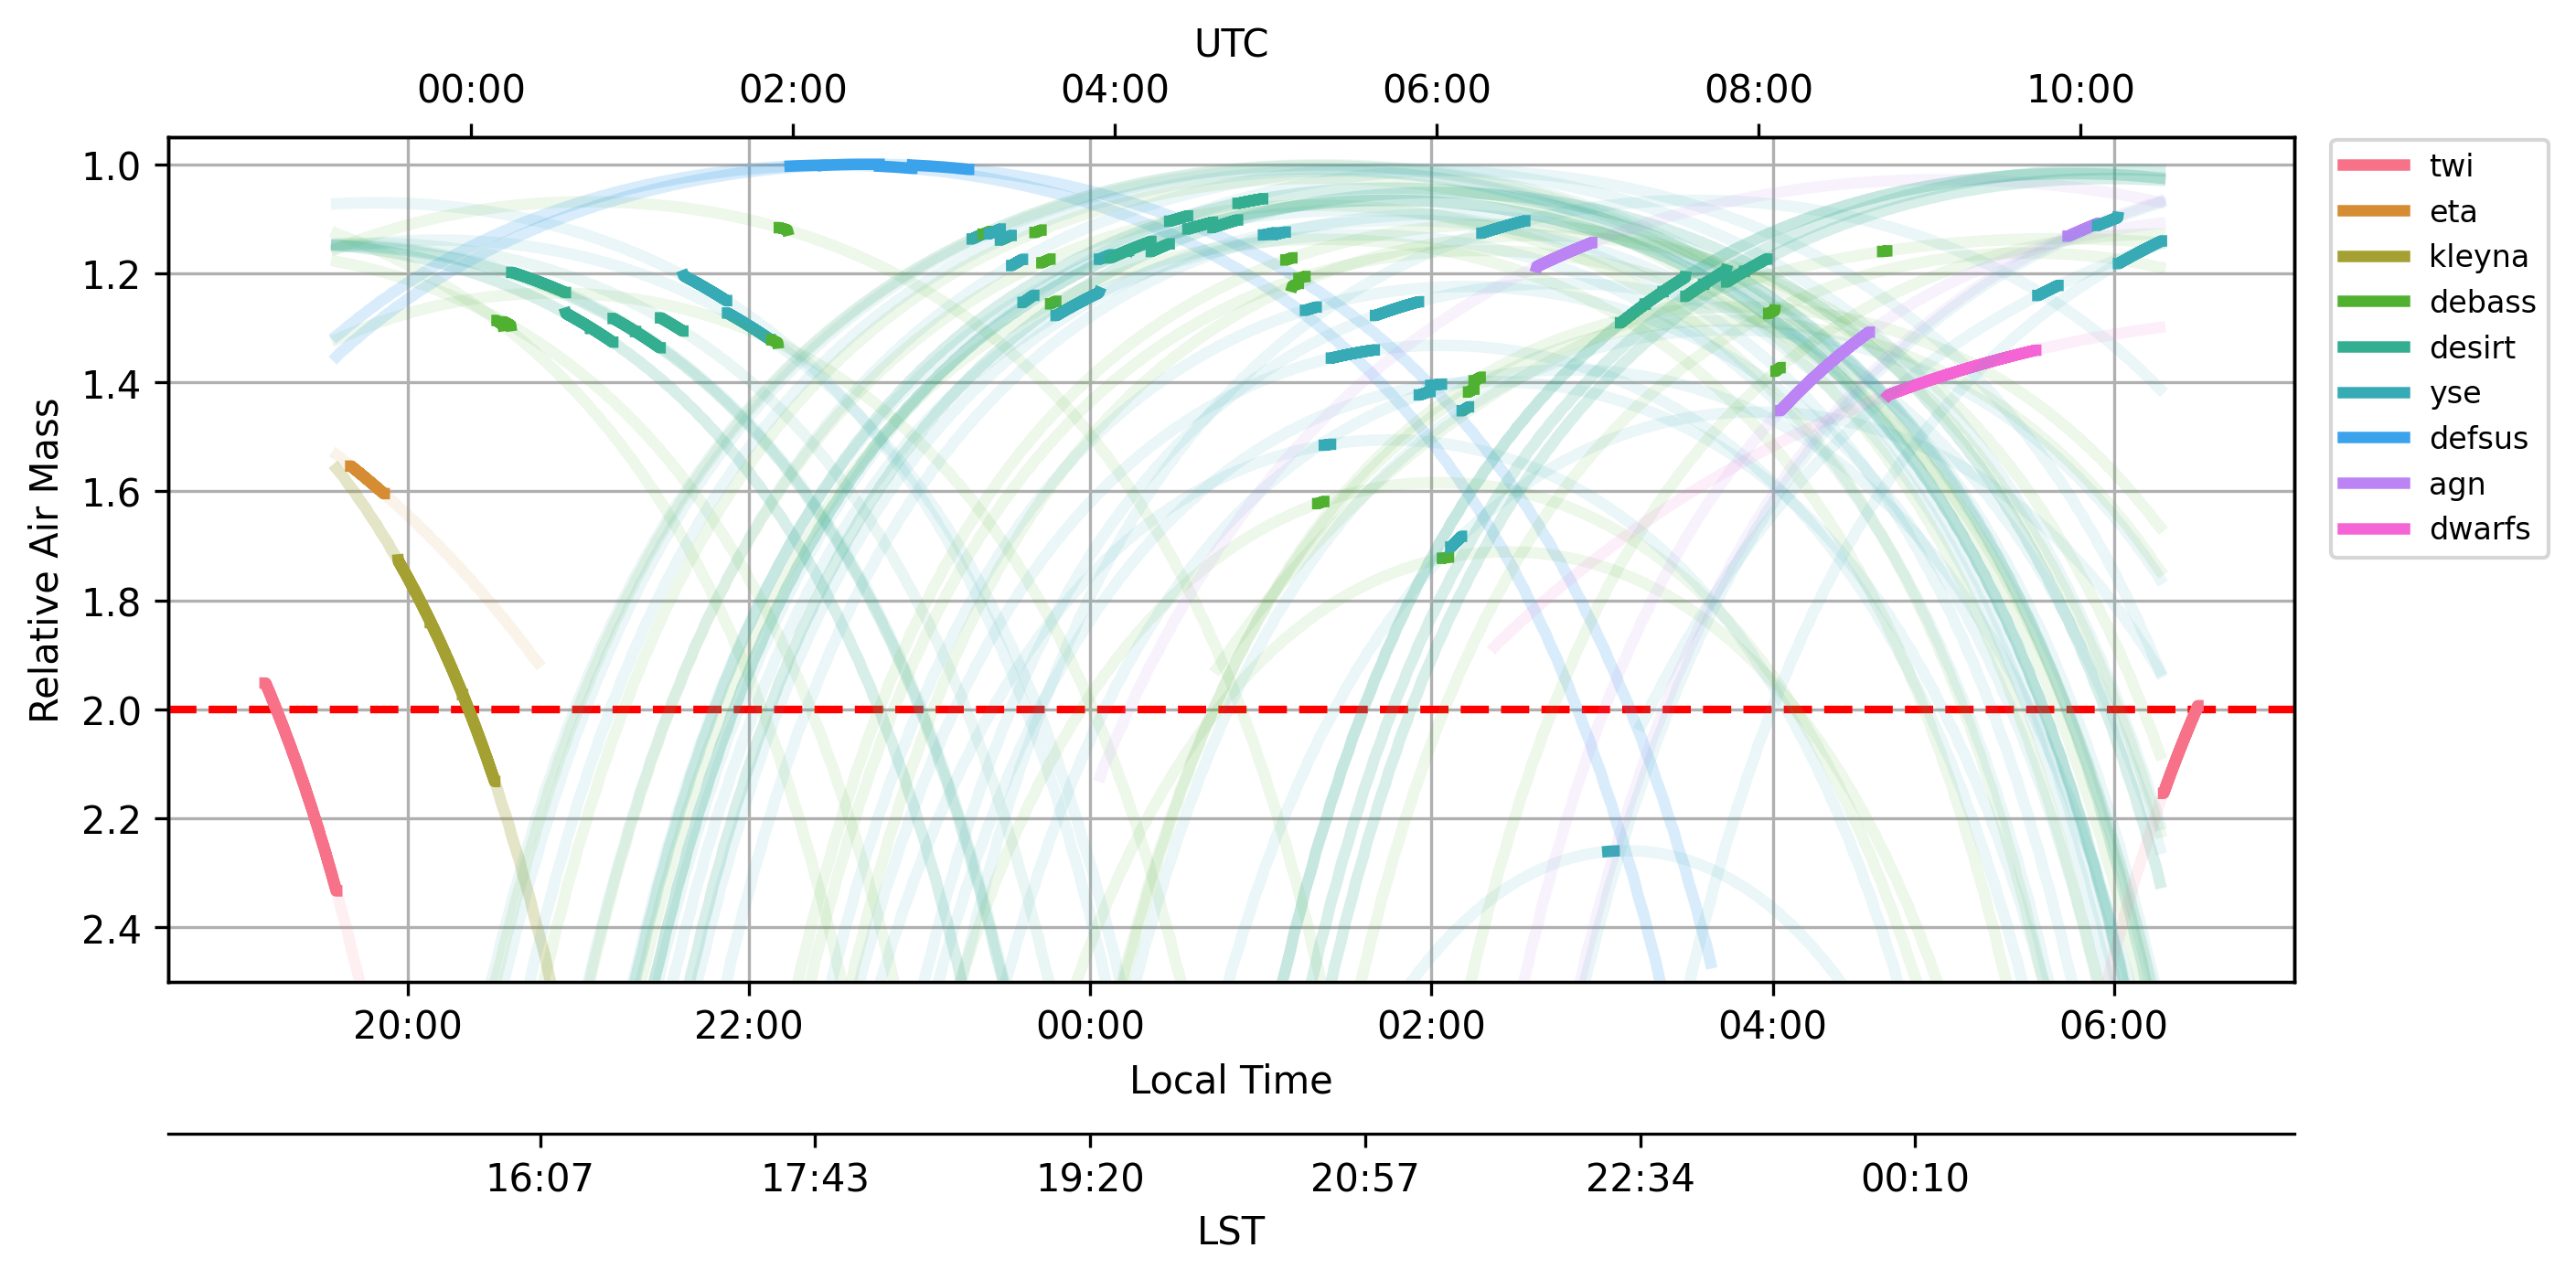 UTC
00:00 02:00 04:00 06:00 08:00 10:00
Relative Air Mass
1.0
1.2
1.4
1.6
1.8
2.0
2.2
2.4
twi
eta
kleyna
debass
desirt
yse
defsus
agn
dwarfs
20:00 22:00 00:00 02:00 04:00 06:00
Local Time
16:07 17:43 19:20 20:57 22:34 00:10
LST